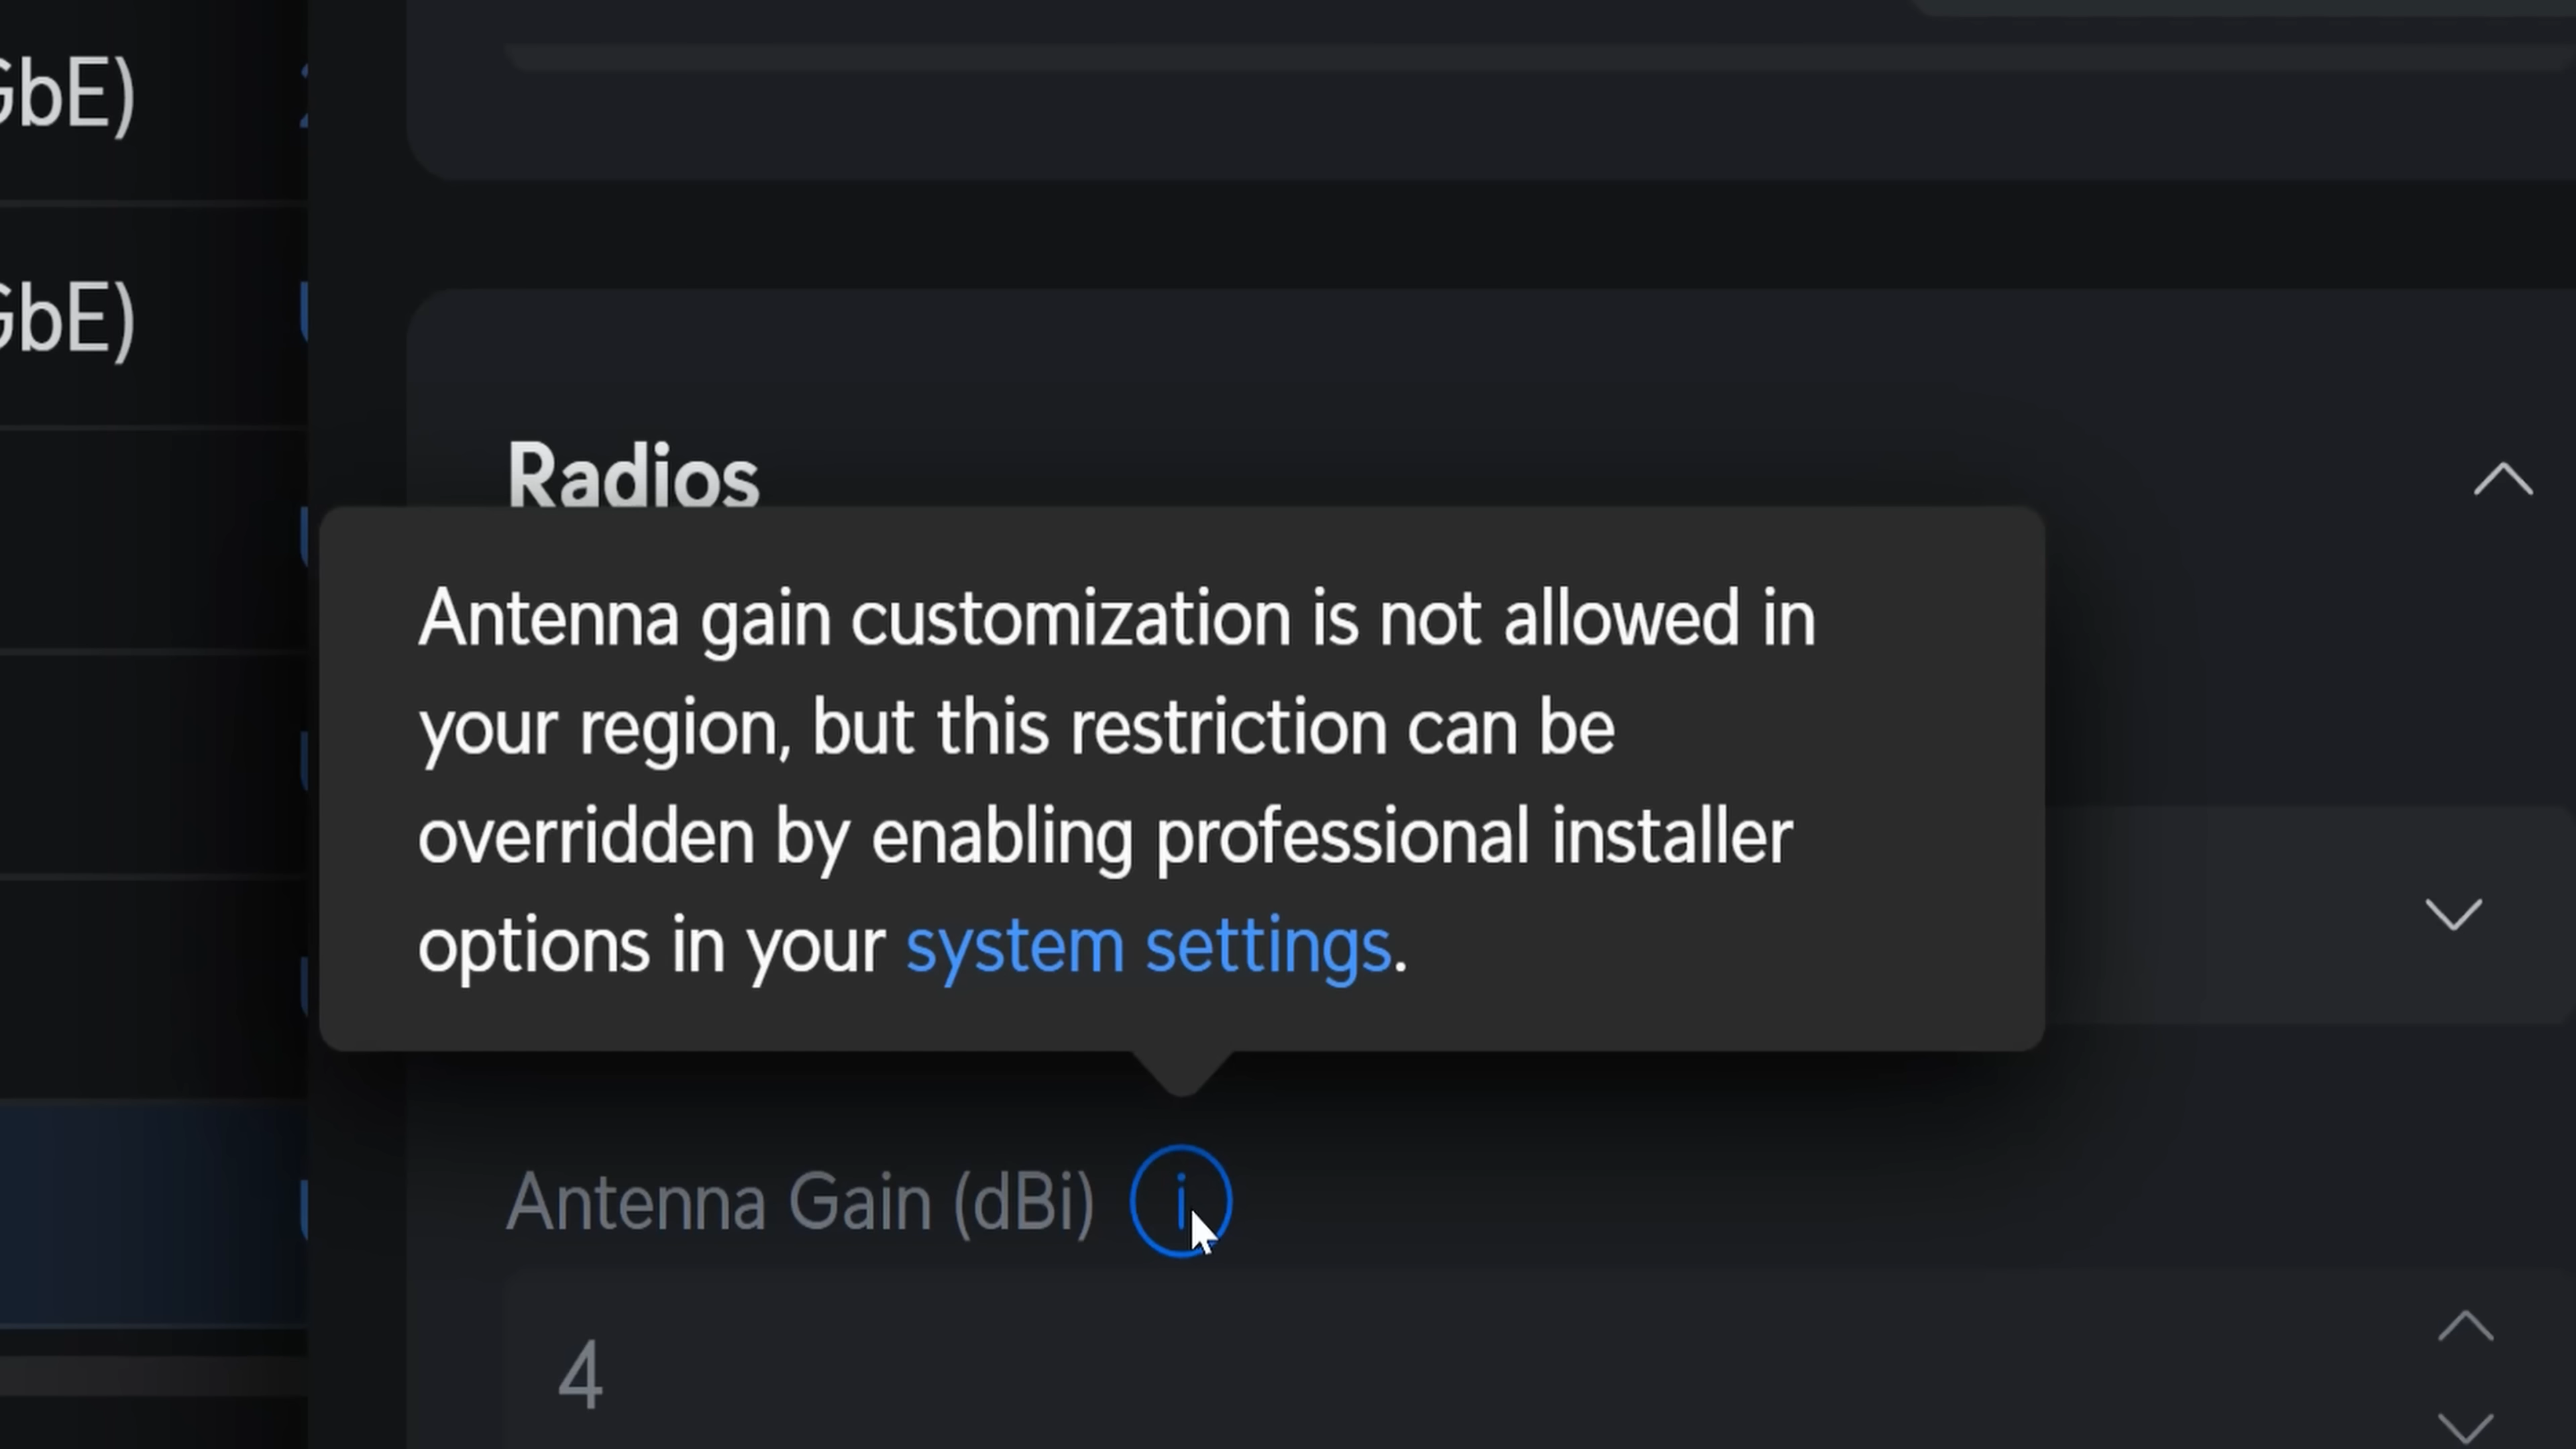 GbE)
GbE)
Radios
Antenna gain customization is not allowed in
your region, but this restriction can be
overridden by enabling professional installer
options in your system settings.
Antenna Gain (dBi)
4